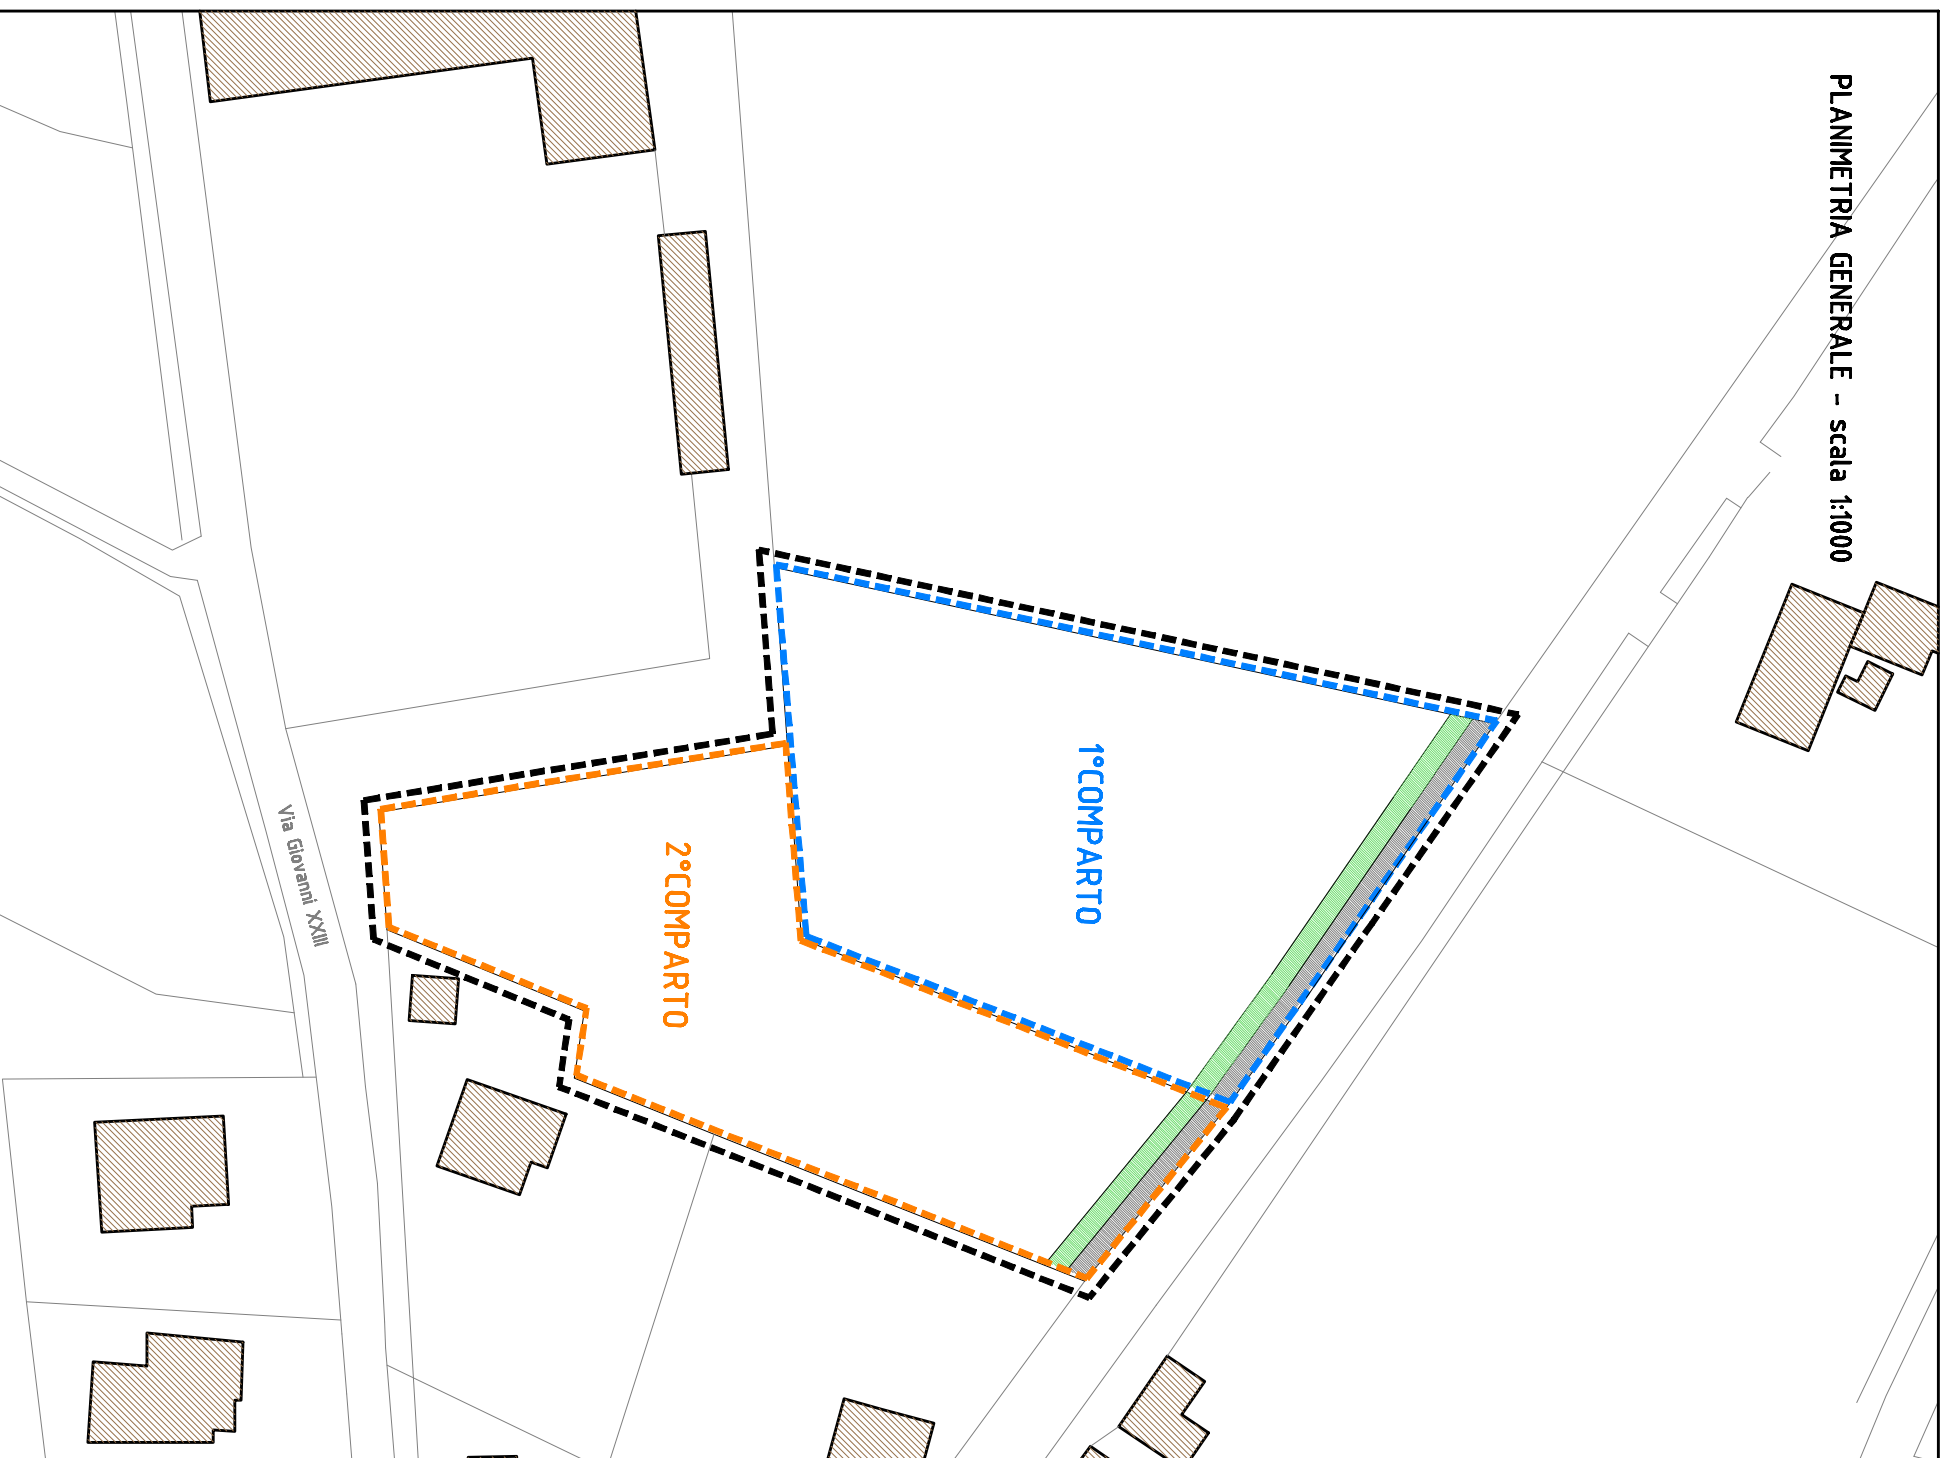 PLANIMETRIA GENERALE - scala 1:1000
1°COMPARTO
2°COMPARTO
Via Giovanni XXIII